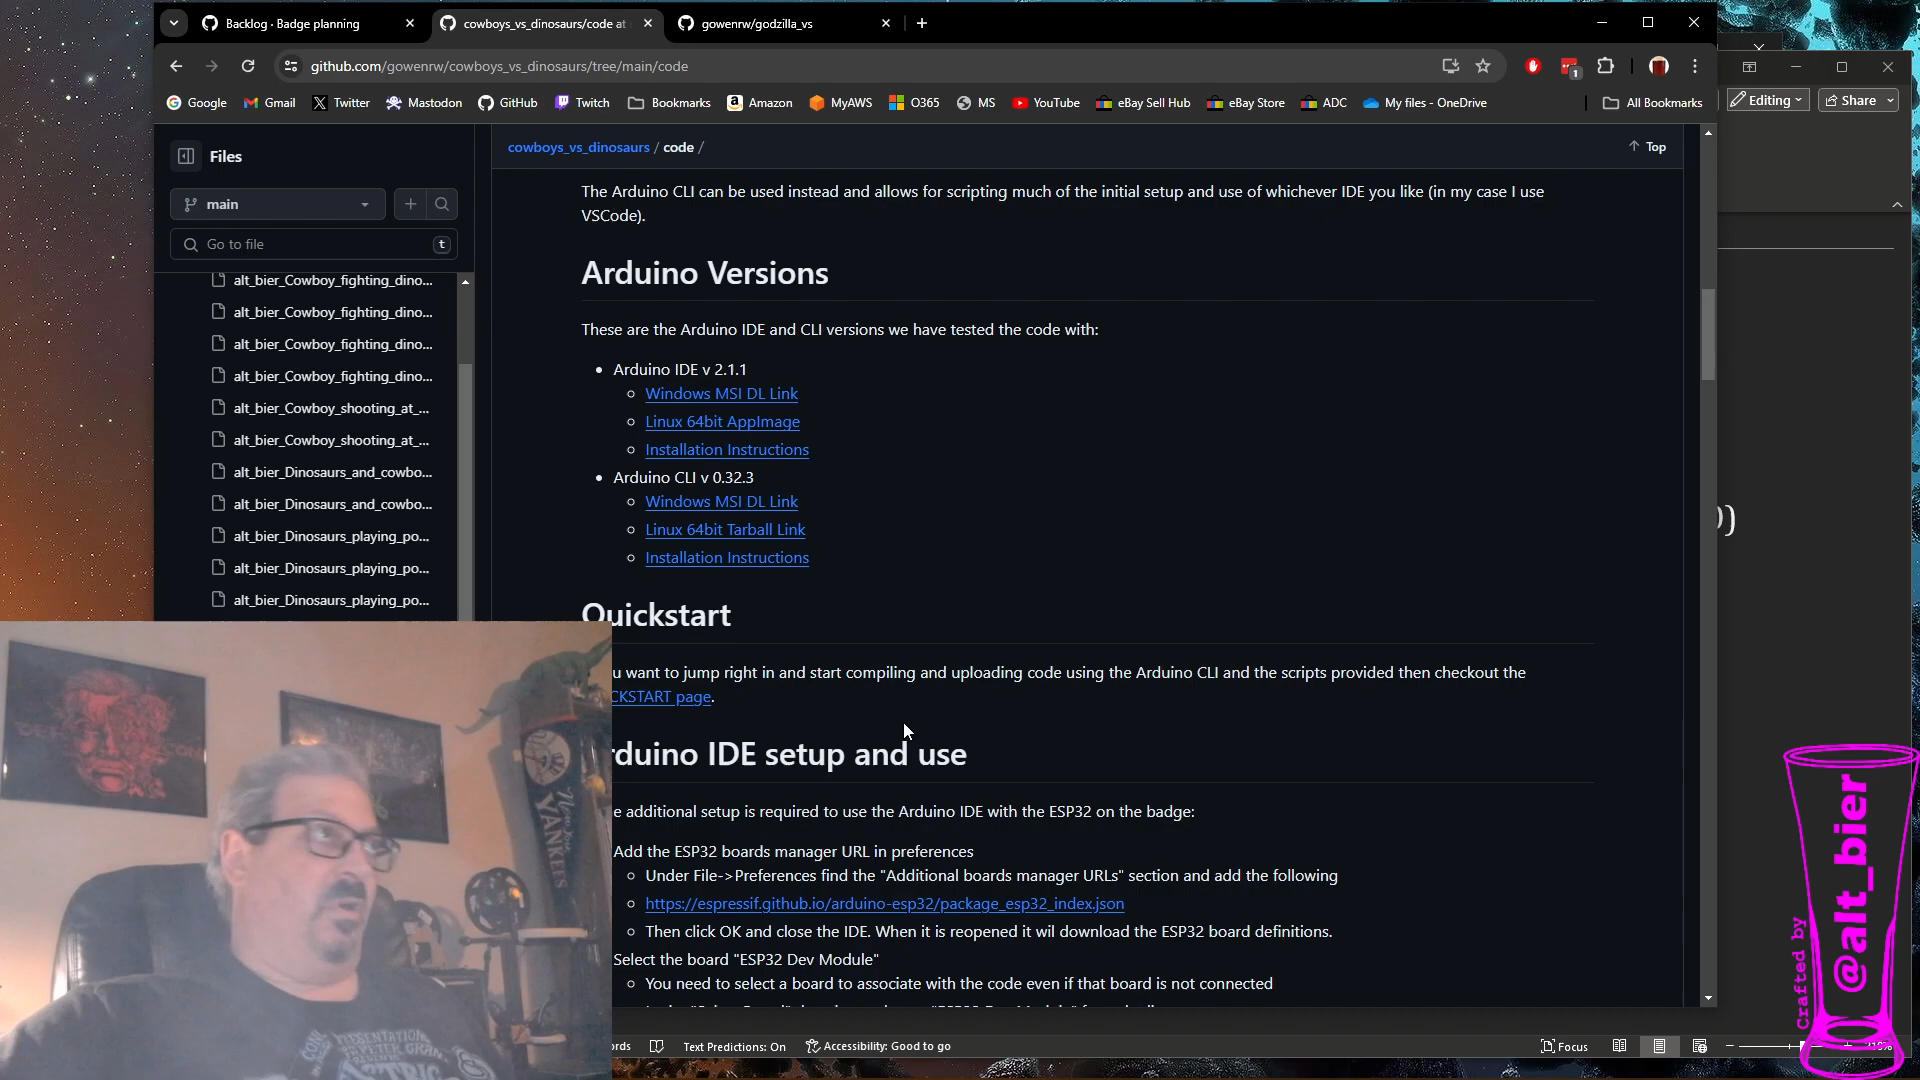 Backlog · Badge planning
cowboys_vs_dinosaurs/code at
gowenrw/godzilla_vs
github.com/gowenrw/cowboys_vs_dinosaurs/tree/main/code
1
Google
Gmail
Twitter
Mastodon
GitHub
Twitch
Bookmarks
Amazon
MyAWS
O365
MS
YouTube
eBay Sell Hub
eBay Store
ADC
My files - OneDrive
All Bookmarks
Editing
Share
Files
cowboys_vs_dinosaurs / code /
Top
main
Go to file
t
alt_bier_Cowboy_fighting_dino...
alt_bier_Cowboy_fighting_dino...
alt_bier_Cowboy_fighting_dino...
alt_bier_Cowboy_fighting_dino...
alt_bier_Cowboy_shooting_at_...
alt_bier_Cowboy_shooting_at_...
alt_bier_Dinosaurs_and_cowbo...
alt_bier_Dinosaurs_and_cowbo...
alt_bier_Dinosaurs_playing_po...
alt_bier_Dinosaurs_playing_po...
alt_bier_Dinosaurs_playing_po...
The Arduino CLI can be used instead and allows for scripting much of the initial setup and use of whichever IDE you like (in my case I use
VSCode).
Arduino Versions
These are the Arduino IDE and CLI versions we have tested the code with:
Arduino IDE v 2.1.1
Windows MSI DL Link
Linux 64bit AppImage
Installation Instructions
Arduino CLI v 0.32.3
Windows MSI DL Link
Linux 64bit Tarball Link
Installation Instructions
Quickstart
u want to jump right in and start compiling and uploading code using the Arduino CLI and the scripts provided then checkout the
CKSTART page.
rduino IDE setup and use
e additional setup is required to use the Arduino IDE with the ESP32 on the badge:
Add the ESP32 boards manager URL in preferences
Under File->Preferences find the "Additional boards manager URLs" section and add the following
https://espressif.github.io/arduino-esp32/package_esp32_index.json
Then click OK and close the IDE. When it is reopened it wil download the ESP32 board definitions.
Select the board "ESP32 Dev Module"
You need to select a board to associate with the code even if that board is not connected
))
YANKEES
PRESENTATION
Crafted by
@alt_bier
ords
Text Predictions: On
Accessibility: Good to go
Focus